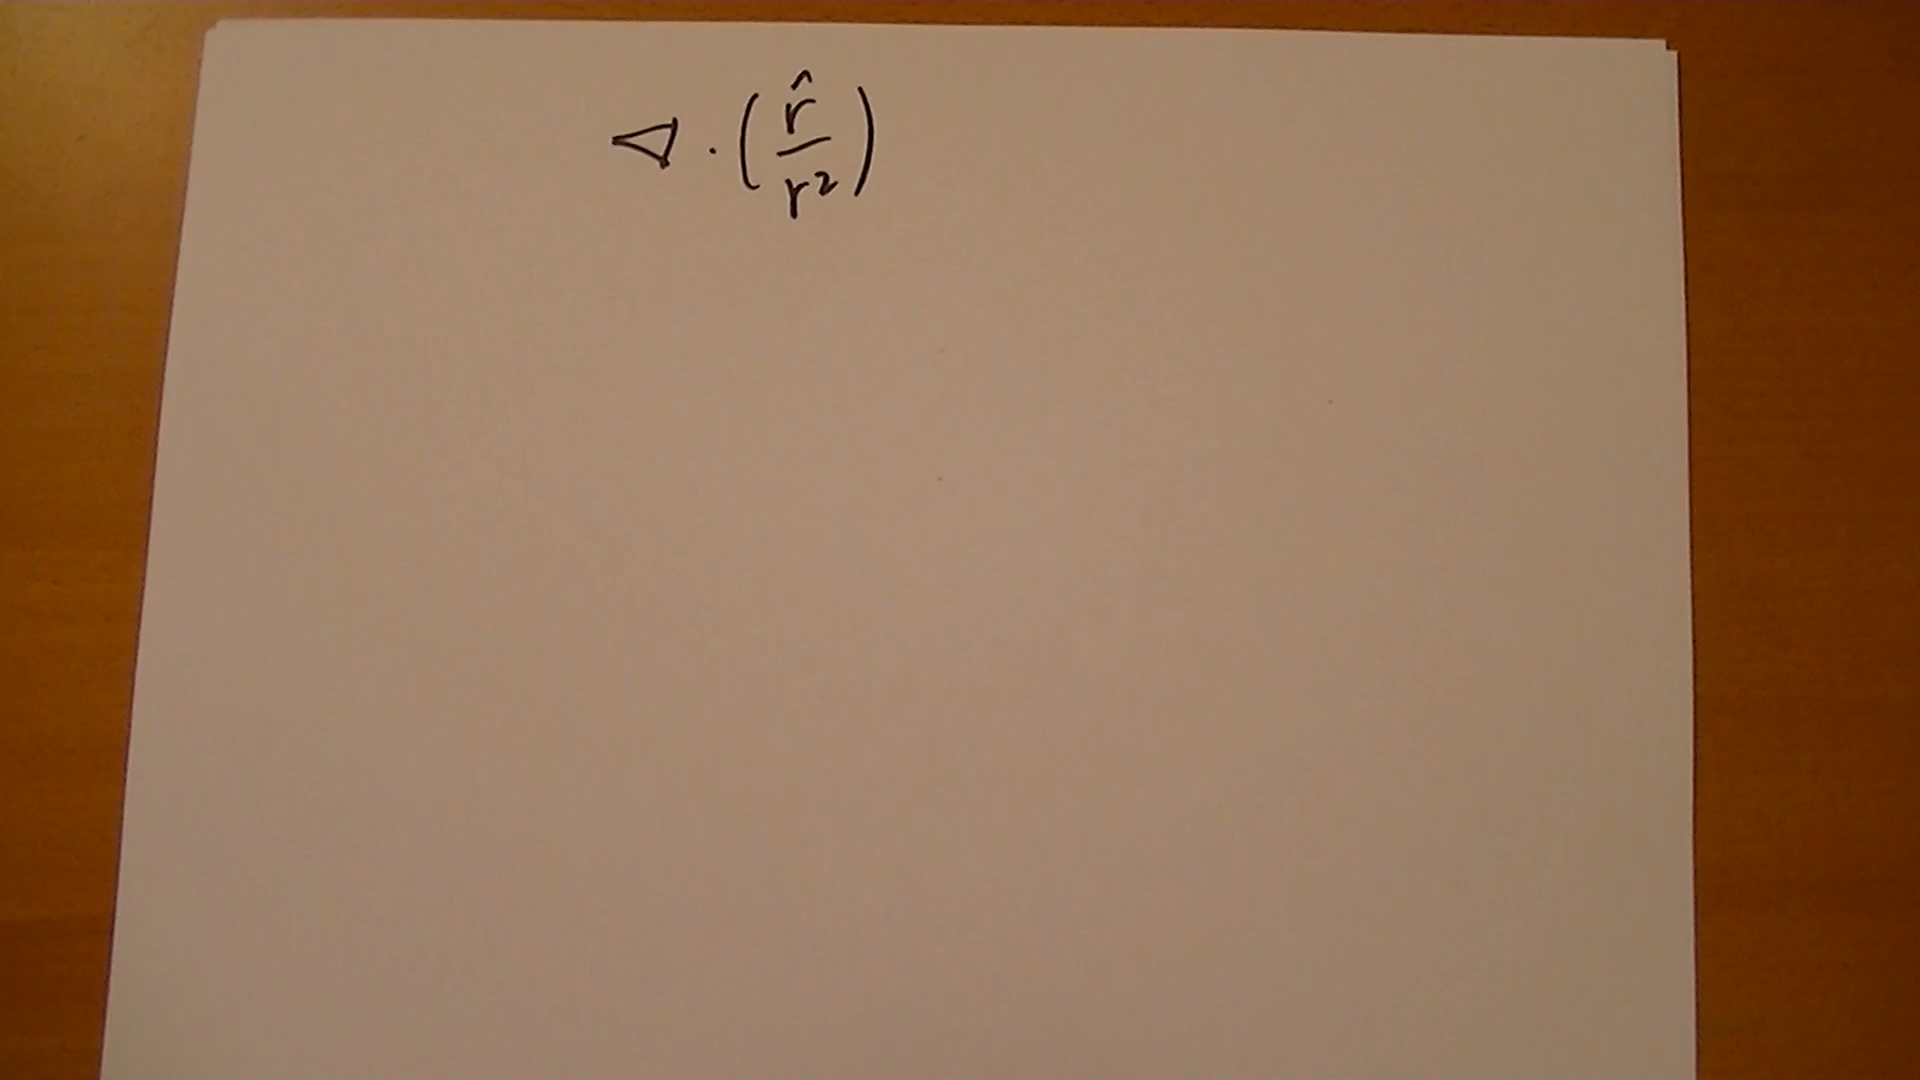 ∇ · ( r̂ / r² )